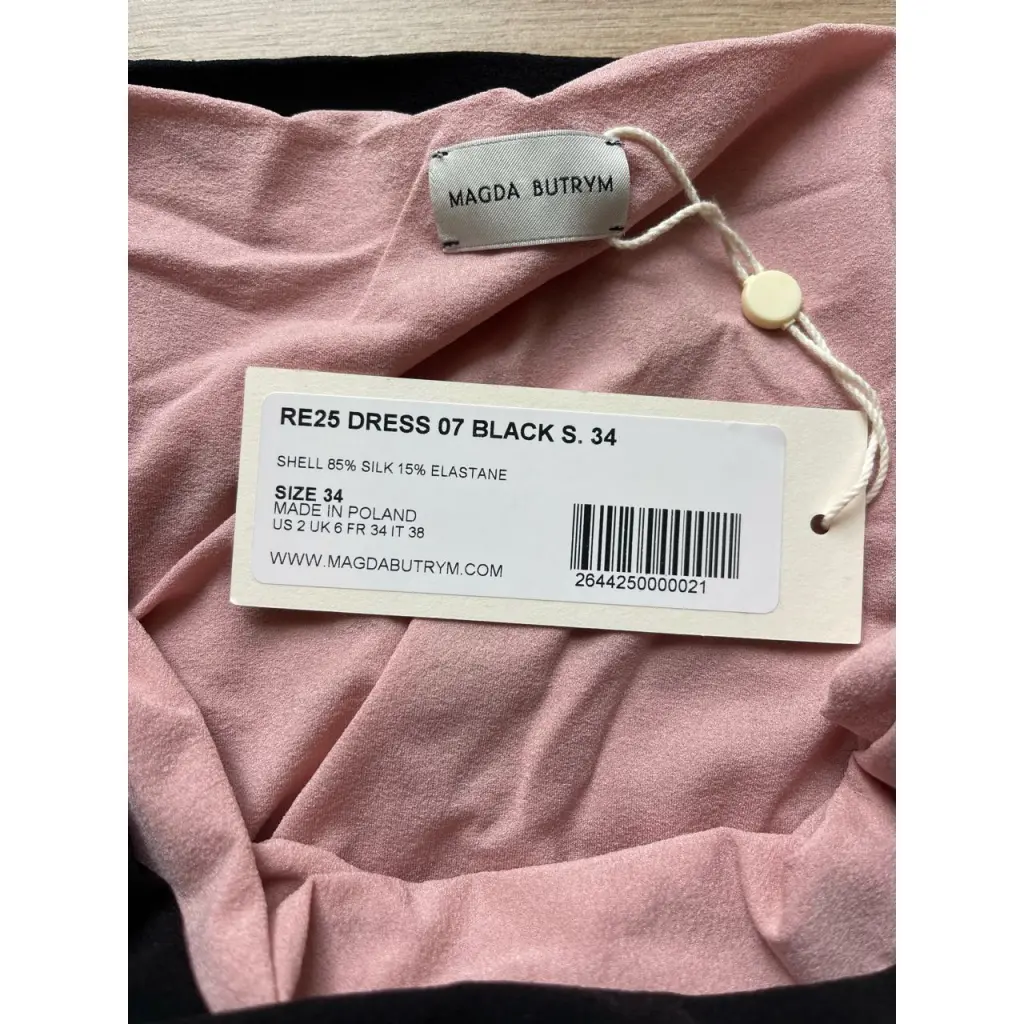 MAGDA BUTRYM
RE25 DRESS 07 BLACK S. 34
SHELL 85% SILK 15% ELASTANE
SIZE 34
MADE IN POLAND
US 2 UK 6 FR 34 IT 38
WWW.MAGDABUTRYM.COM
2644250000021